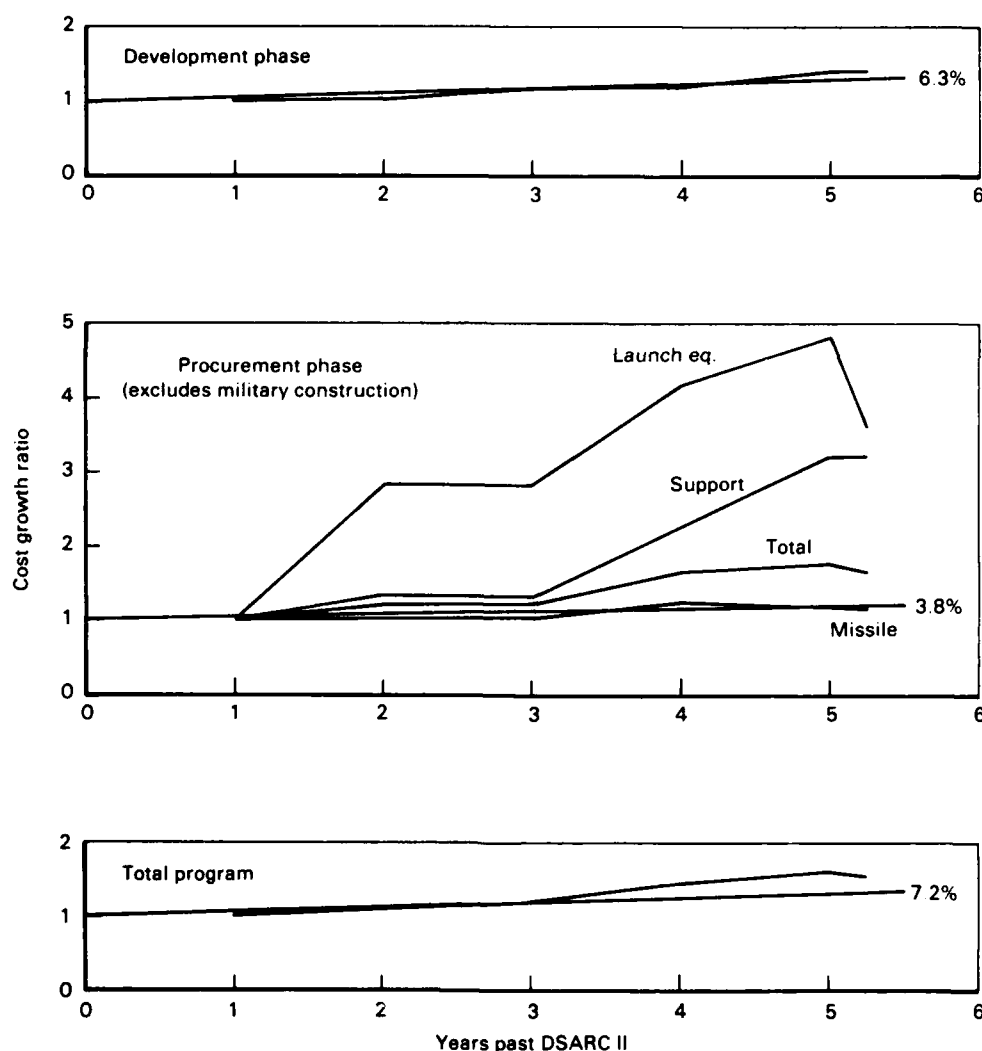 2
Development phase
1
6.3%
0
0 1 2 3 4 5 6
5
Launch eq.
Procurement phase
(excludes military construction)
4
3
Support
Cost growth ratio
2
Total
1
3.8%
Missile
0
0 1 2 3 4 5 6
2
Total program
1
7.2%
0
0 1 2 3 4 5 6
Years past DSARC II